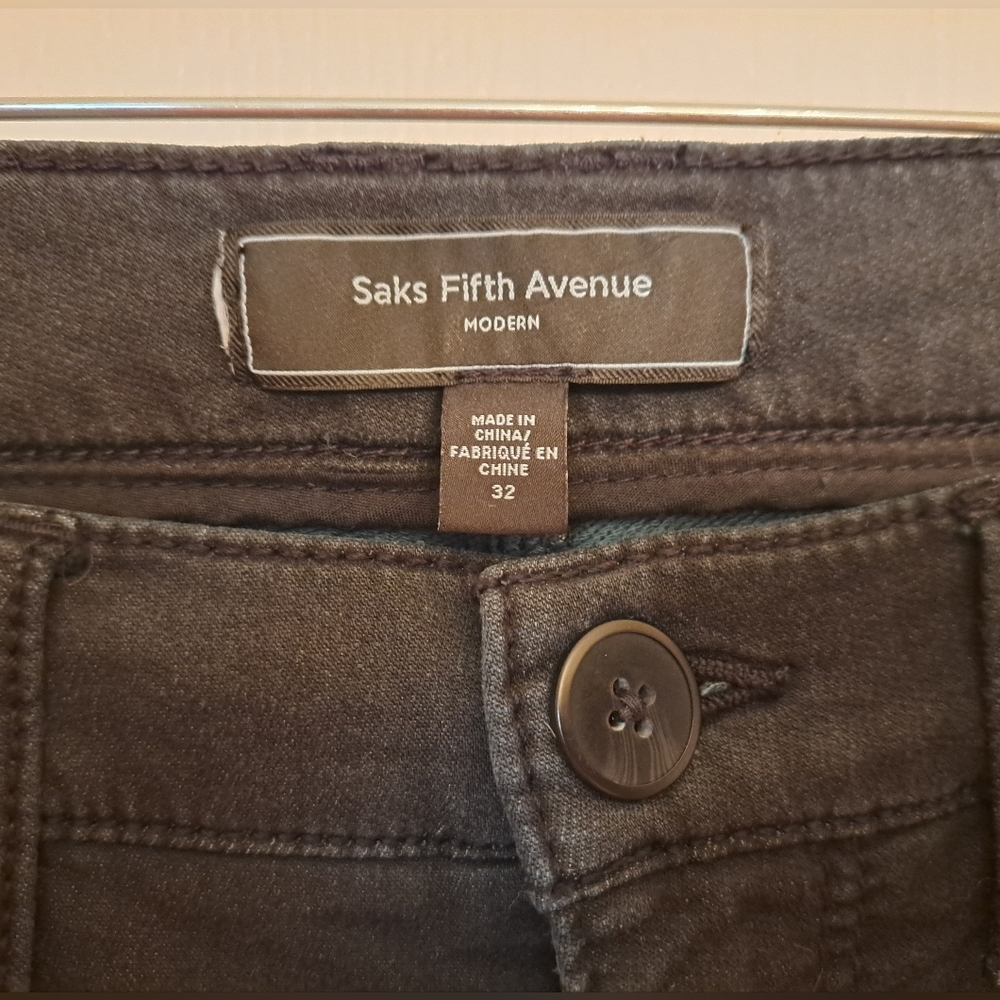 Saks Fifth Avenue
MODERN
MADE IN
CHINA/
FABRIQUÉ EN
CHINE
32